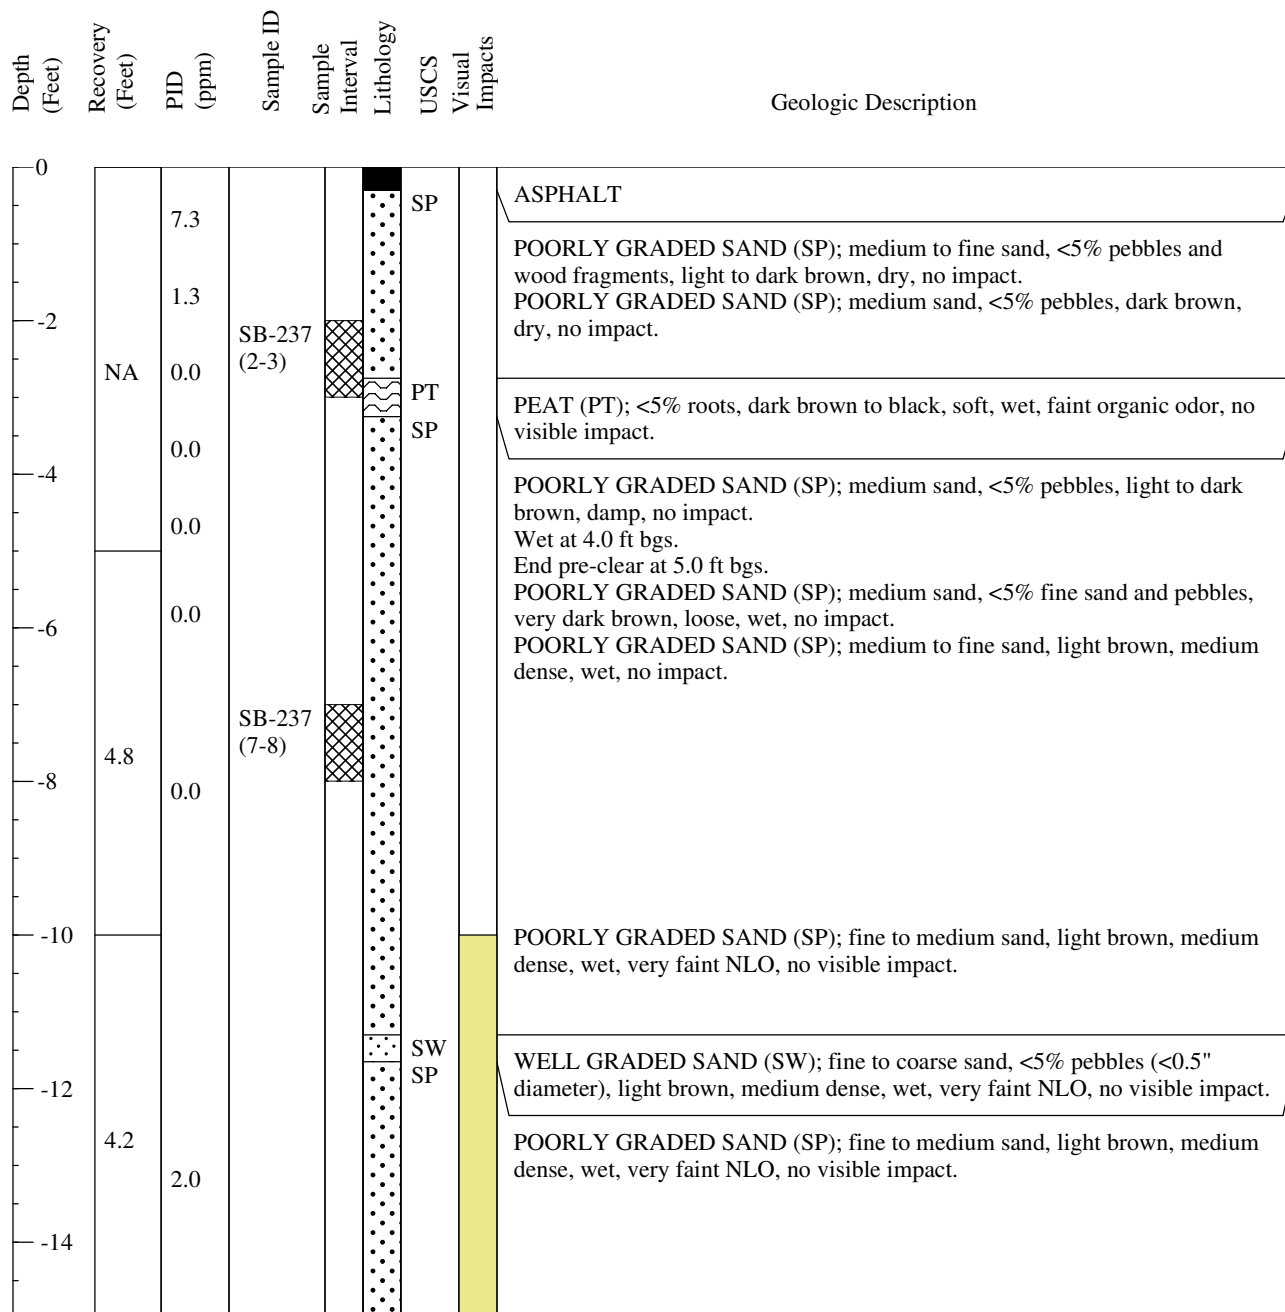 Depth
(Feet)
Recovery
(Feet)
PID
(ppm)
Sample ID
Sample
Interval
Lithology
USCS
Visual
Impacts
Geologic Description
0
SP
ASPHALT
7.3
POORLY GRADED SAND (SP); medium to fine sand, <5% pebbles and
wood fragments, light to dark brown, dry, no impact.
1.3
POORLY GRADED SAND (SP); medium sand, <5% pebbles, dark brown,
dry, no impact.
-2
SB-237
(2-3)
NA
0.0
PT
PEAT (PT); <5% roots, dark brown to black, soft, wet, faint organic odor, no
visible impact.
SP
0.0
-4
POORLY GRADED SAND (SP); medium sand, <5% pebbles, light to dark
brown, damp, no impact.
0.0
Wet at 4.0 ft bgs.
End pre-clear at 5.0 ft bgs.
POORLY GRADED SAND (SP); medium sand, <5% fine sand and pebbles,
very dark brown, loose, wet, no impact.
0.0
-6
POORLY GRADED SAND (SP); medium to fine sand, light brown, medium
dense, wet, no impact.
SB-237
(7-8)
4.8
-8
0.0
-10
POORLY GRADED SAND (SP); fine to medium sand, light brown, medium
dense, wet, very faint NLO, no visible impact.
SW
WELL GRADED SAND (SW); fine to coarse sand, <5% pebbles (<0.5"
diameter), light brown, medium dense, wet, very faint NLO, no visible impact.
SP
-12
4.2
POORLY GRADED SAND (SP); fine to medium sand, light brown, medium
dense, wet, very faint NLO, no visible impact.
2.0
-14